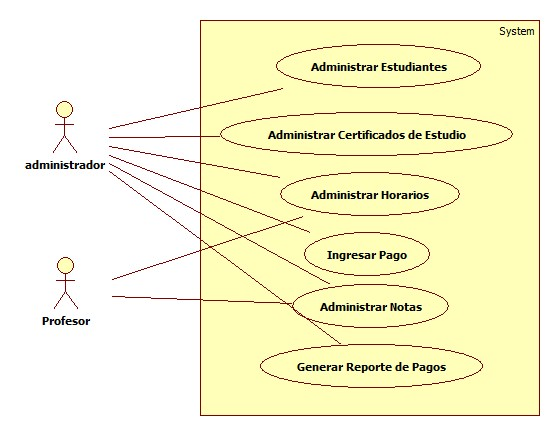 System
Administrar Estudiantes
Administrar Certificados de Estudio
administrador
Administrar Horarios
Ingresar Pago
Administrar Notas
Profesor
Generar Reporte de Pagos